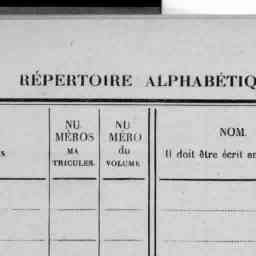 RÉPERTOIRE ALPHABÉTIQ
NU
MÉROS
MA
TRICULES.
NU
MÉRO
du
VOLUME
NOM.
Il doit être écrit en